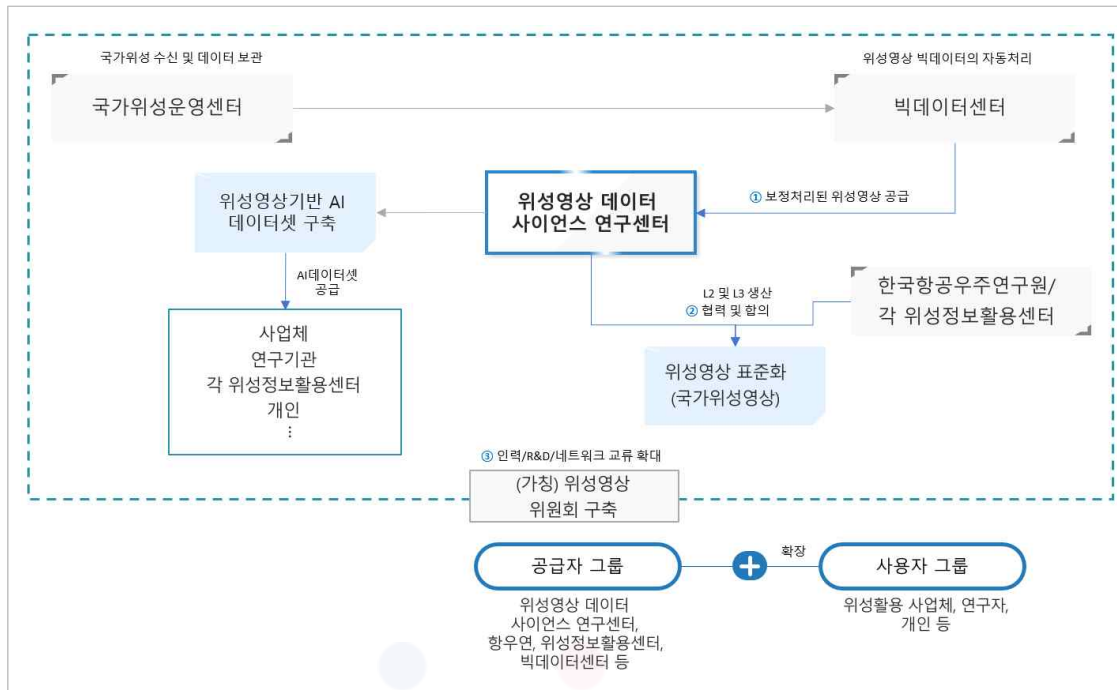 국가위성 수신 및 데이터 보관
국가위성운영센터
위성영상 빅데이터의 자동처리
빅데이터센터
위성영상기반 AI
데이터셋 구축
위성영상 데이터
사이언스 연구센터
① 보정처리된 위성영상 공급
AI데이터셋
공급
사업체
연구기관
각 위성정보활용센터
개인
⋮
L2 및 L3 생산
② 협력 및 합의
한국항공우주연구원/
각 위성정보활용센터
위성영상 표준화
(국가위성영상)
③ 인력/R&D/네트워크 교류 확대
(가칭) 위성영상
위원회 구축
공급자 그룹
확장
사용자 그룹
위성영상 데이터
사이언스 연구센터,
항우연, 위성정보활용센터,
빅데이터센터 등
위성활용 사업체, 연구자,
개인 등